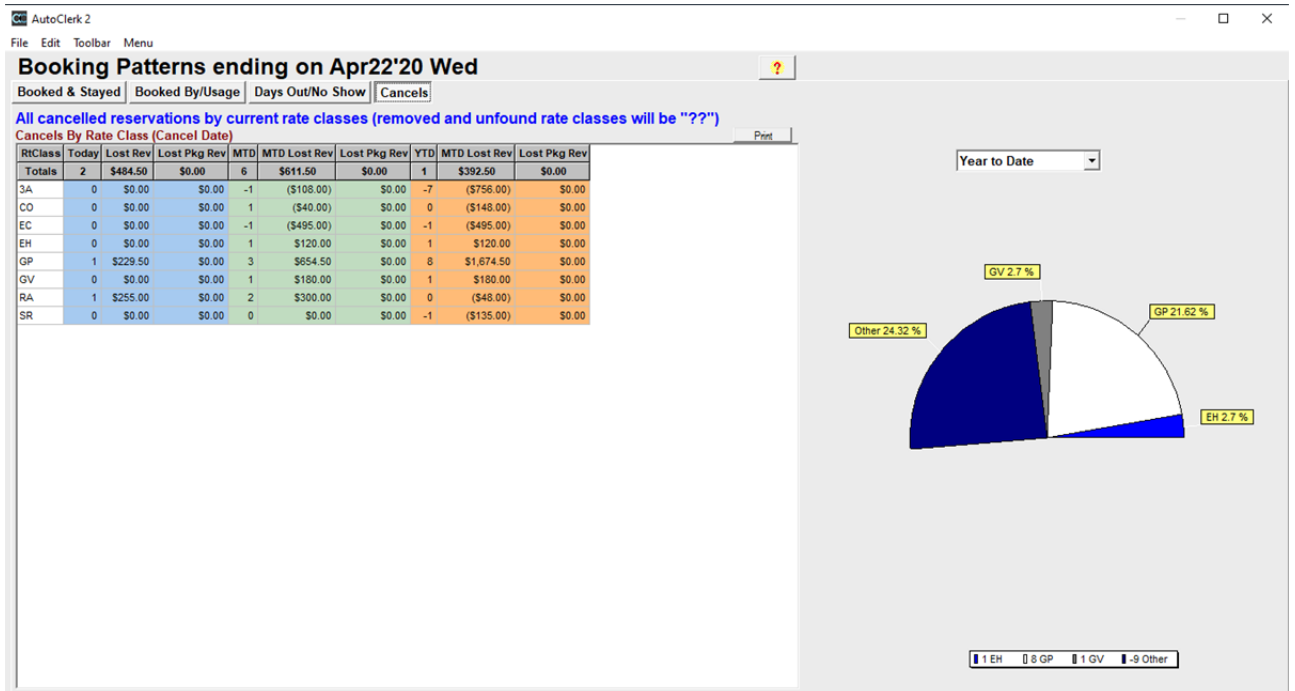 AutoClerk 2
File Edit Toolbar Menu
Booking Patterns ending on Apr22'20 Wed
?
Booked & Stayed Booked By/Usage Days Out/No Show Cancels
All cancelled reservations by current rate classes (removed and unfound rate classes will be "??")
Cancels By Rate Class (Cancel Date)
Print
RtClass Today Lost Rev Lost Pkg Rev MTD MTD Lost Rev Lost Pkg Rev YTD MTD Lost Rev Lost Pkg Rev
Totals 2 $484.50 $0.00 6 $611.50 $0.00 1 $392.50 $0.00
3A 0 $0.00 $0.00 -1 ($108.00) $0.00 -7 ($756.00) $0.00
CO 0 $0.00 $0.00 1 ($40.00) $0.00 0 ($148.00) $0.00
EC 0 $0.00 $0.00 -1 ($495.00) $0.00 -1 ($495.00) $0.00
EH 0 $0.00 $0.00 1 $120.00 $0.00 1 $120.00 $0.00
GP 1 $229.50 $0.00 3 $654.50 $0.00 8 $1,674.50 $0.00
GV 0 $0.00 $0.00 1 $180.00 $0.00 1 $180.00 $0.00
RA 1 $255.00 $0.00 2 $300.00 $0.00 0 ($48.00) $0.00
SR 0 $0.00 $0.00 0 $0.00 $0.00 -1 ($135.00) $0.00
Year to Date
GV 2.7 %
GP 21.62 %
Other 24.32 %
EH 2.7 %
1 EH 8 GP 1 GV -9 Other